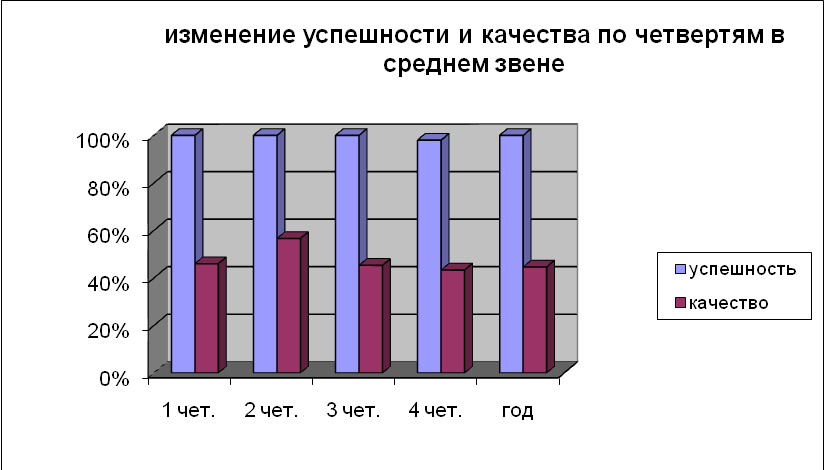 изменение успешности и качества по четвертям в
среднем звене
100%
80%
60%
40%
20%
0%
1 чет.
2 чет.
3 чет.
4 чет.
год
успешность
качество